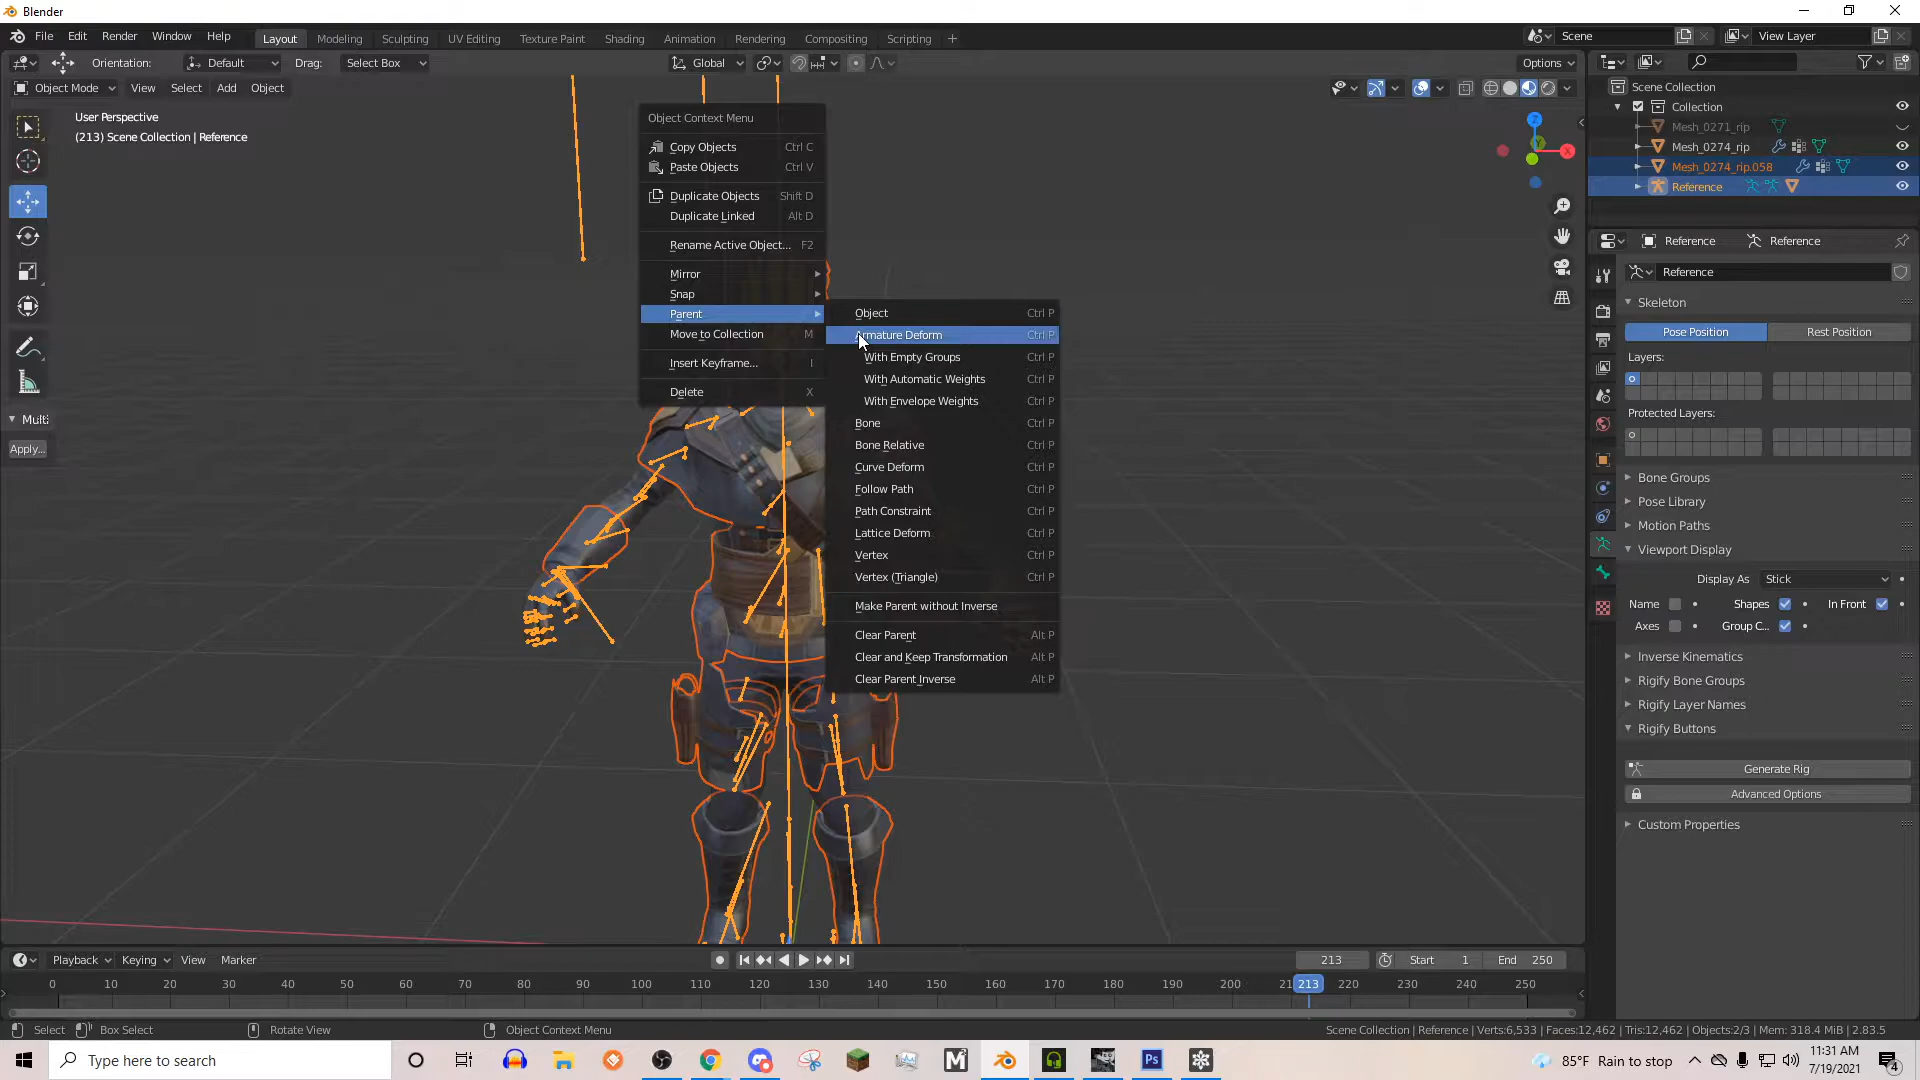 Blender
File Edit Render Window Help Layout Modeling Sculpting UV Editing Texture Paint Shading Animation Rendering Compositing Scripting + Scene View Layer
Orientation: Default Drag: Select Box Global Options
Object Mode View Select Add Object
User Perspective
(213) Scene Collection | Reference
Object Context Menu
Copy Objects Ctrl C
Paste Objects Ctrl V
Duplicate Objects Shift D
Duplicate Linked Alt D
Rename Active Object... F2
Mirror
Snap
Parent
Move to Collection M
Insert Keyframe... I
Delete X
Object Ctrl P
Armature Deform Ctrl P
With Empty Groups Ctrl P
With Automatic Weights Ctrl P
With Envelope Weights Ctrl P
Bone Ctrl P
Bone Relative Ctrl P
Curve Deform Ctrl P
Follow Path Ctrl P
Path Constraint Ctrl P
Lattice Deform Ctrl P
Vertex Ctrl P
Vertex (Triangle) Ctrl P
Make Parent without Inverse
Clear Parent Alt P
Clear and Keep Transformation Alt P
Clear Parent Inverse Alt P
Apply...
Z
X
Scene Collection
Collection
Mesh_0271_rip
Mesh_0274_rip
Mesh_0274_rip.058
Reference
Reference Reference
Reference
Skeleton
Pose Position Rest Position
Layers:
Protected Layers:
Bone Groups
Pose Library
Motion Paths
Viewport Display
Display As Stick
Name Shapes In Front
Axes Group C...
Inverse Kinematics
Rigify Bone Groups
Rigify Layer Names
Rigify Buttons
Generate Rig
Advanced Options
Custom Properties
Playback Keying View Marker 213 Start 1 End 250
0 10 20 30 40 50 60 70 80 90 100 110 120 130 140 150 160 170 180 190 200 21 213 220 230 240 250
Select Box Select Rotate View Object Context Menu Scene Collection | Reference | Verts:6,533 | Faces:12,462 | Tris:12,462 | Objects:2/3 | Mem: 318.4 MiB | 2.83.5
Type here to search M Ps 85°F Rain to stop 11:31 AM
7/19/2021 4